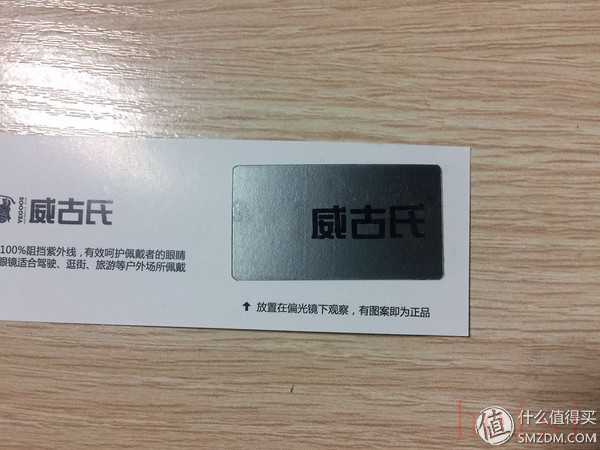 VEGOOS
威古氏
100%阻挡紫外线，有效呵护佩戴者的眼睛
眼镜适合驾驶、逛街、旅游等户外场所佩戴
威古氏
↑ 放置在偏光镜下观察，有图案即为正品
值 什么值得买
SMZDM.COM